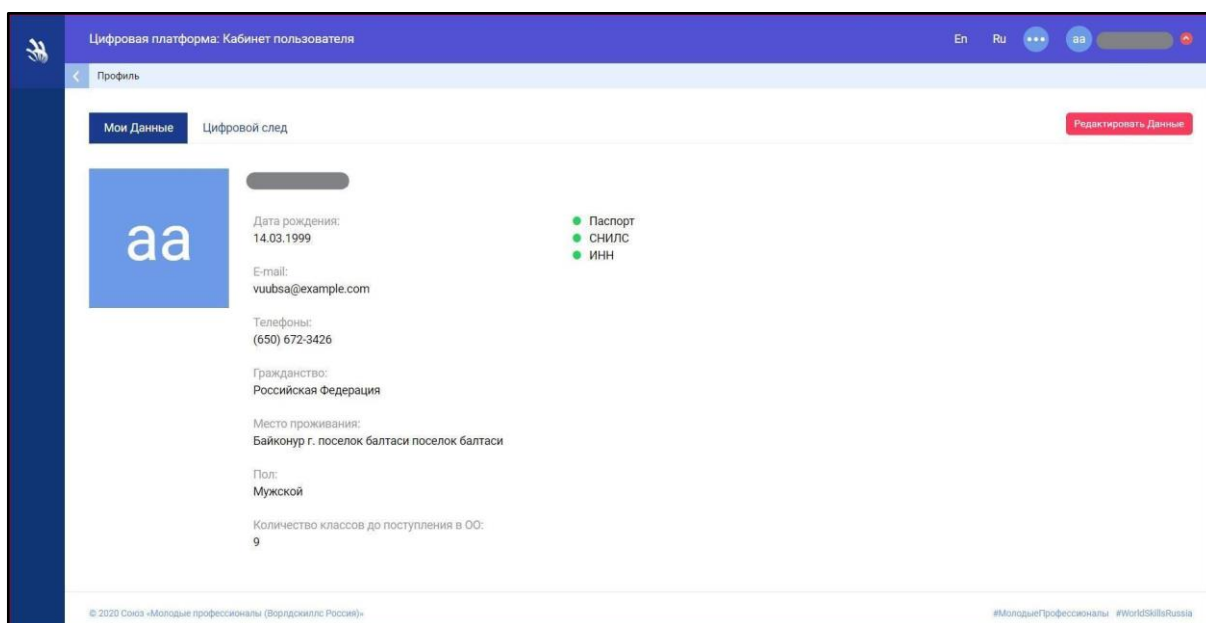 Цифровая платформа: Кабинет пользователя
En Ru aa
Профиль
Мои Данные Цифровой след Редактировать Данные
aa
Дата рождения:
14.03.1999
E-mail:
vuubsa@example.com
Телефоны:
(650) 672-3426
Гражданство:
Российская Федерация
Место проживания:
Байконур г. поселок балтаси поселок балтаси
Пол:
Мужской
Количество классов до поступления в ОО:
9
Паспорт
СНИЛС
ИНН
© 2020 Союз «Молодые профессионалы (Ворлдскиллс Россия)» #МолодыеПрофессионалы #WorldSkillsRussia